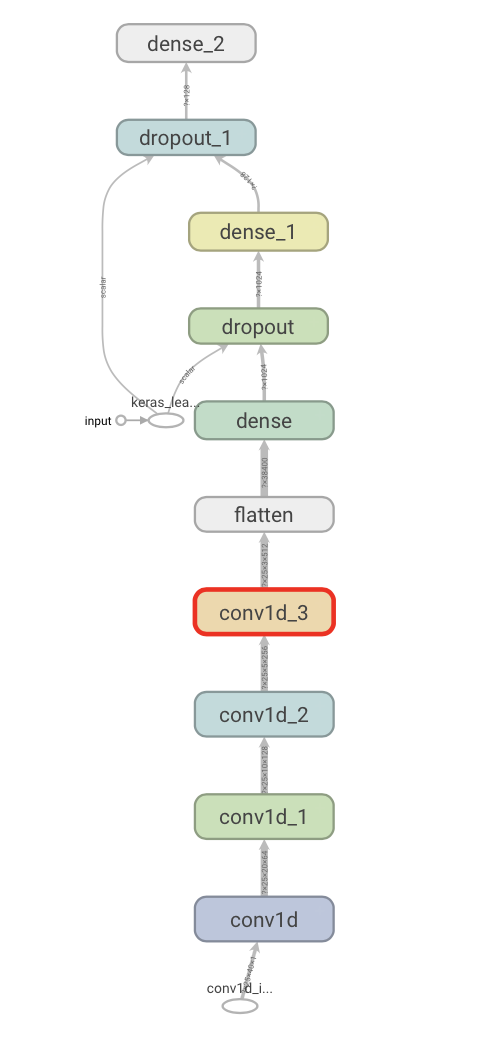 dense_2
?×128
dropout_1
?×128
dense_1
scalar
?×1024
dropout
scalar
?×1024
keras_lea...
input
dense
?×38400
flatten
?×25×3×512
conv1d_3
?×25×5×256
conv1d_2
?×25×10×128
conv1d_1
?×25×20×64
conv1d
conv1d_i...